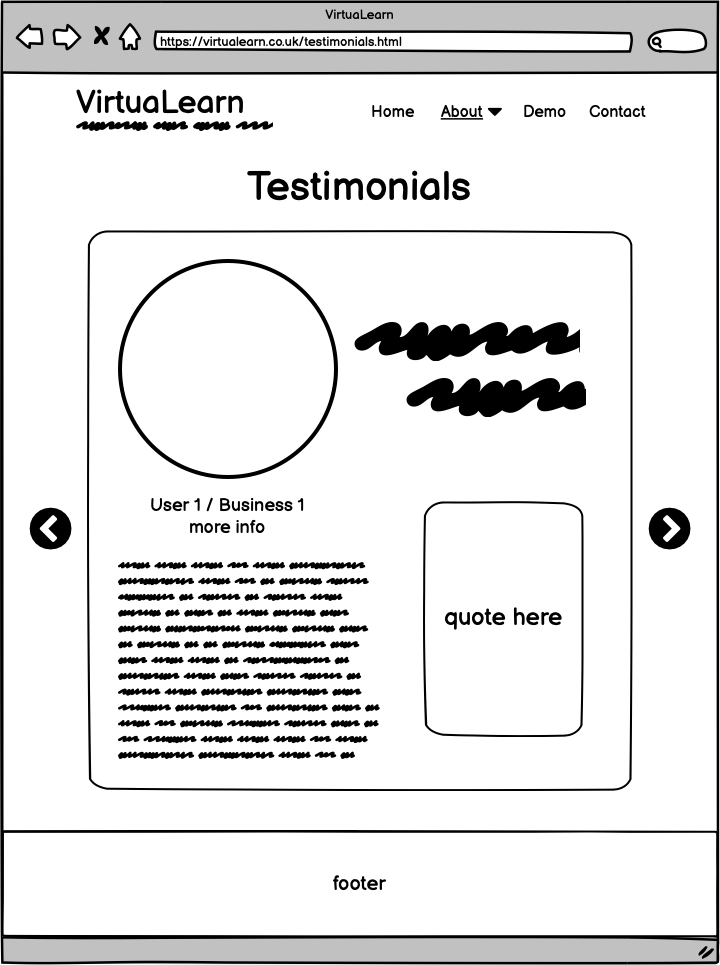 VirtuaLearn
https://virtualearn.co.uk/testimonials.html
VirtuaLearn
Home About Demo Contact
Testimonials
User 1 / Business 1
more info
quote here
footer